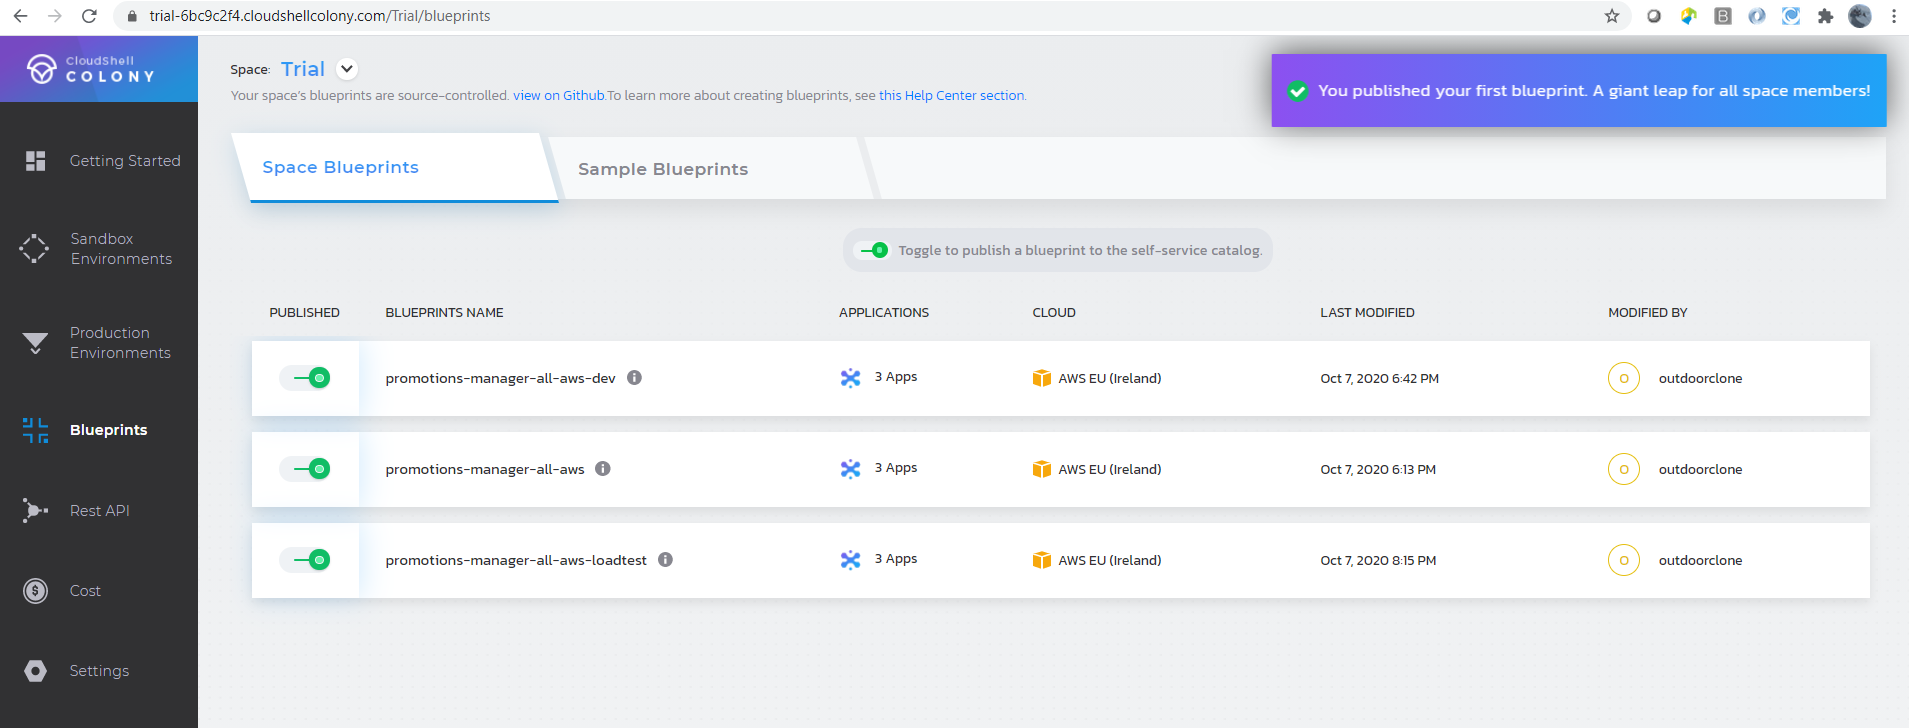 trial-6bc9c2f4.cloudshellcolony.com/Trial/blueprints
CloudShell
COLONY
Getting Started
Sandbox
Environments
Production
Environments
Blueprints
Rest API
Cost
Settings
Space: Trial
Your space's blueprints are source-controlled. view on Github.To learn more about creating blueprints, see this Help Center section.
You published your first blueprint. A giant leap for all space members!
Space Blueprints
Sample Blueprints
Toggle to publish a blueprint to the self-service catalog.
PUBLISHED BLUEPRINTS NAME APPLICATIONS CLOUD LAST MODIFIED MODIFIED BY
promotions-manager-all-aws-dev i 3 Apps AWS EU (Ireland) Oct 7, 2020 6:42 PM O outdoorclone
promotions-manager-all-aws i 3 Apps AWS EU (Ireland) Oct 7, 2020 6:13 PM O outdoorclone
promotions-manager-all-aws-loadtest i 3 Apps AWS EU (Ireland) Oct 7, 2020 8:15 PM O outdoorclone